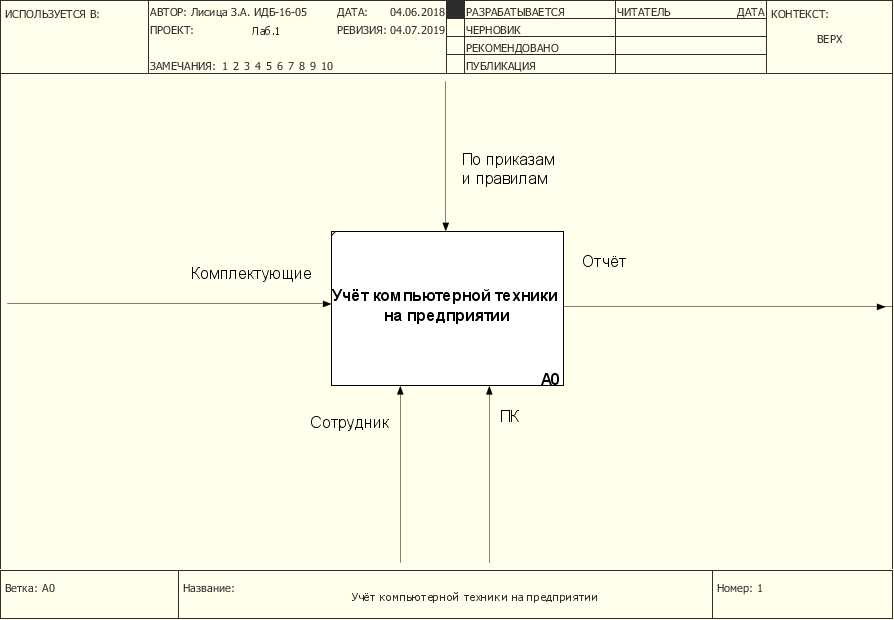 ИСПОЛЬЗУЕТСЯ В:
АВТОР: Лисица З.А. ИДБ-16-05
ДАТА: 04.06.2018
ПРОЕКТ: Лаб.1
РЕВИЗИЯ: 04.07.2019
ЗАМЕЧАНИЯ: 1 2 3 4 5 6 7 8 9 10
РАЗРАБАТЫВАЕТСЯ
ЧЕРНОВИК
РЕКОМЕНДОВАНО
ПУБЛИКАЦИЯ
ЧИТАТЕЛЬ ДАТА
КОНТЕКСТ:
ВЕРХ
По приказам
и правилам
Комплектующие
Отчёт
Учёт компьютерной техники
на предприятии
A0
Сотрудник
ПК
Ветка: A0
Название:
Учёт компьютерной техники на предприятии
Номер: 1